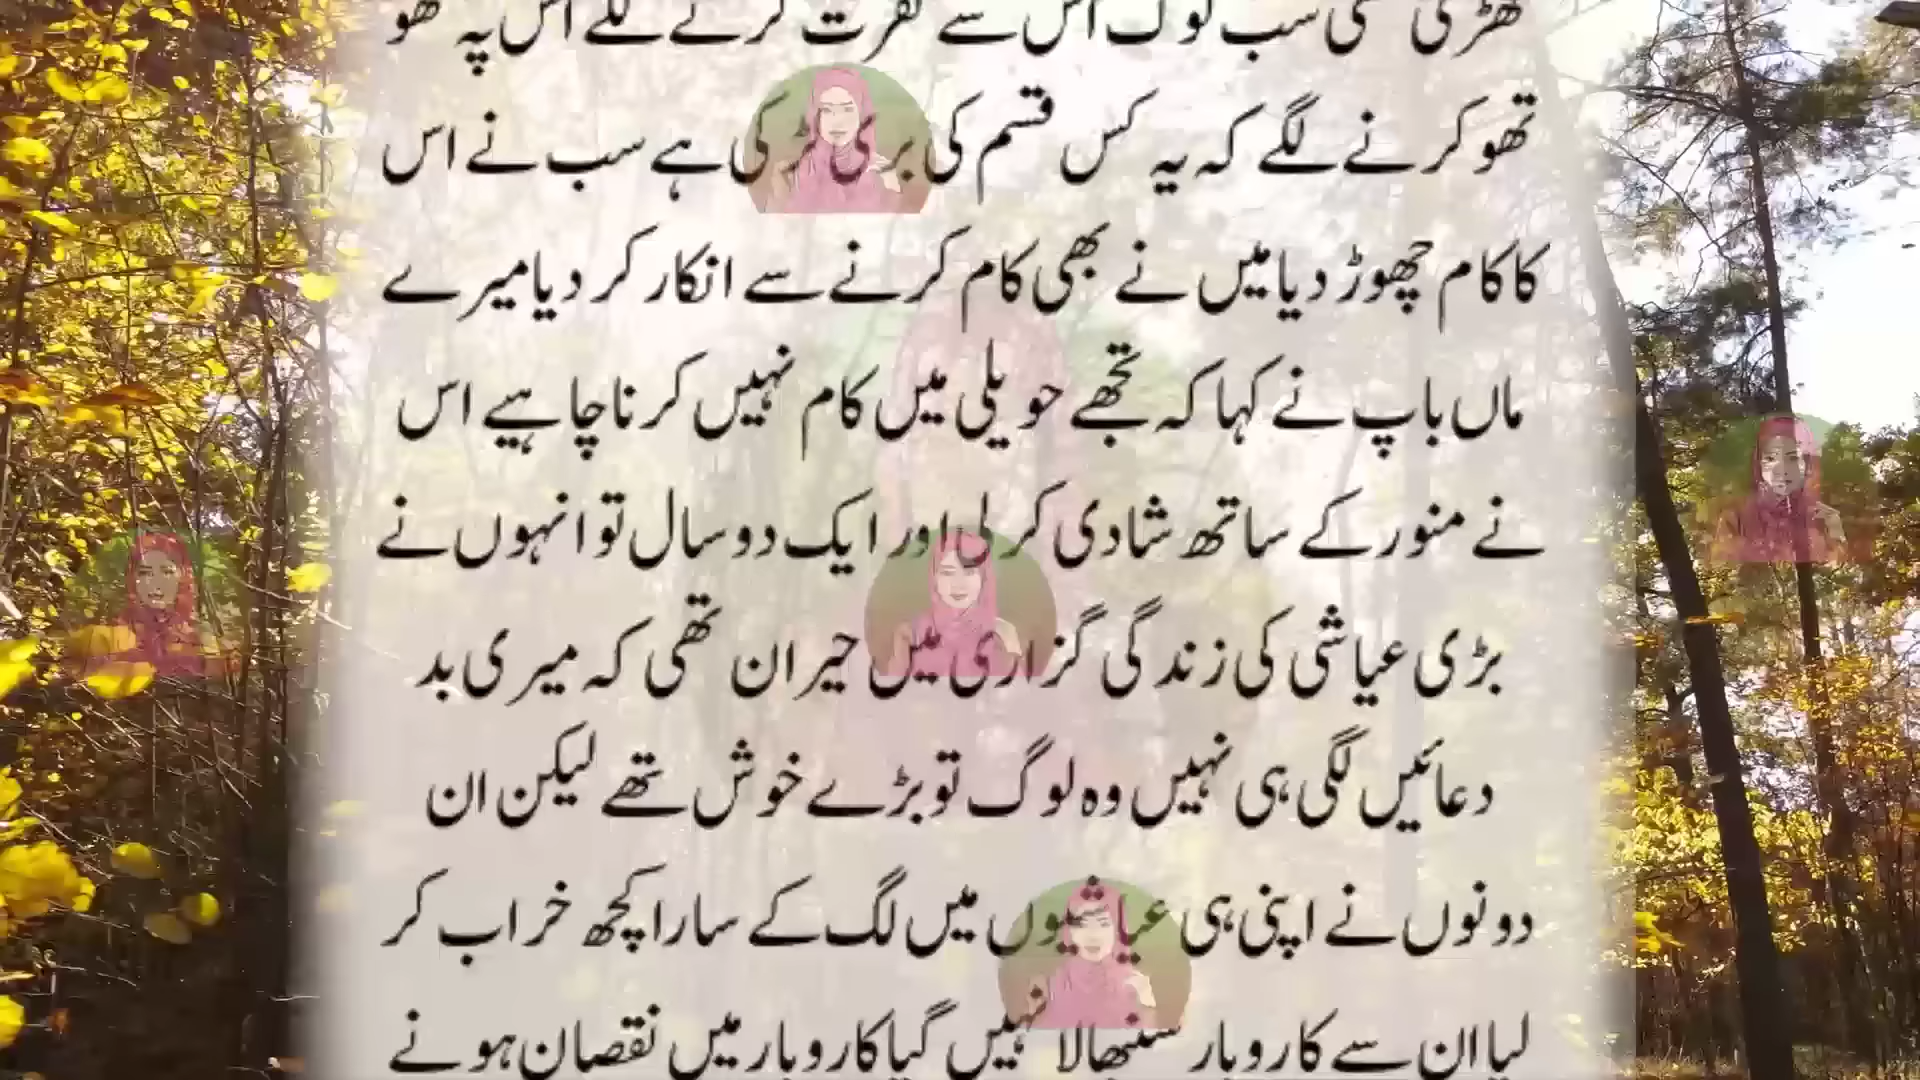 کھڑی تھی سب لوگ اس سے نفرت کرنے لگے اس پہ تھو
تھو کرنے لگے کہ یہ کس قسم کی بری لڑکی ہے سب نے اس
کا کام چھوڑ دیا میں نے بھی کام کرنے سے انکار کر دیا میرے
ماں باپ نے کہا کہ تجھے حویلی میں کام نہیں کرنا چاہیے اس
نے منور کے ساتھ شادی کر لی اور ایک دو سال تو انہوں نے
بڑی عیاشی کی زندگی گزاری میں حیران تھی کہ میری بد
دعائیں لگی ہی نہیں وہ لوگ تو بڑے خوش تھے لیکن ان
دونوں نے اپنی ہی عیاشیوں میں لگ کے سارا کچھ خراب کر
لیا ان سے کاروبار سنبھالا نہیں گیا کاروبار میں نقصان ہونے